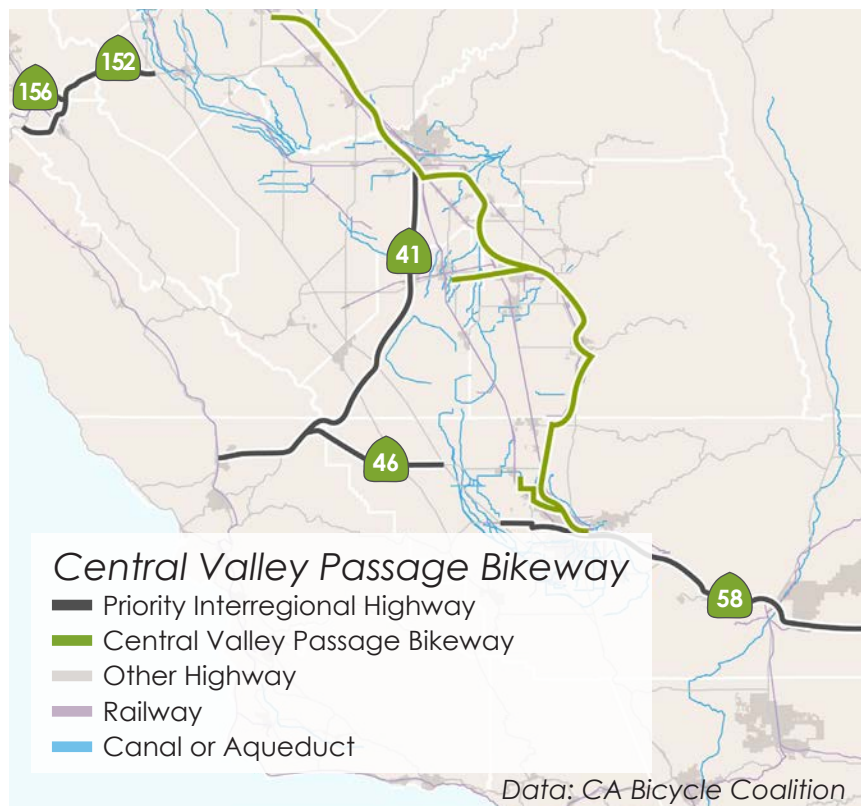 152
156
41
46
58
Central Valley Passage Bikeway
Priority Interregional Highway
Central Valley Passage Bikeway
Other Highway
Railway
Canal or Aqueduct
Data: CA Bicycle Coalition